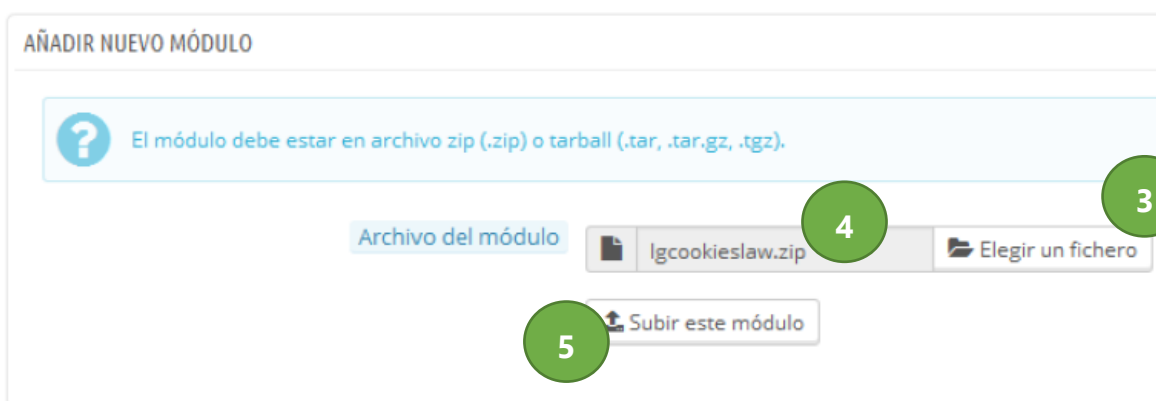 AÑADIR NUEVO MÓDULO
?
El módulo debe estar en archivo zip (.zip) o tarball (.tar, .tar.gz, .tgz).
3
4
Archivo del módulo lgcookieslaw.zip Elegir un fichero
5 Subir este módulo